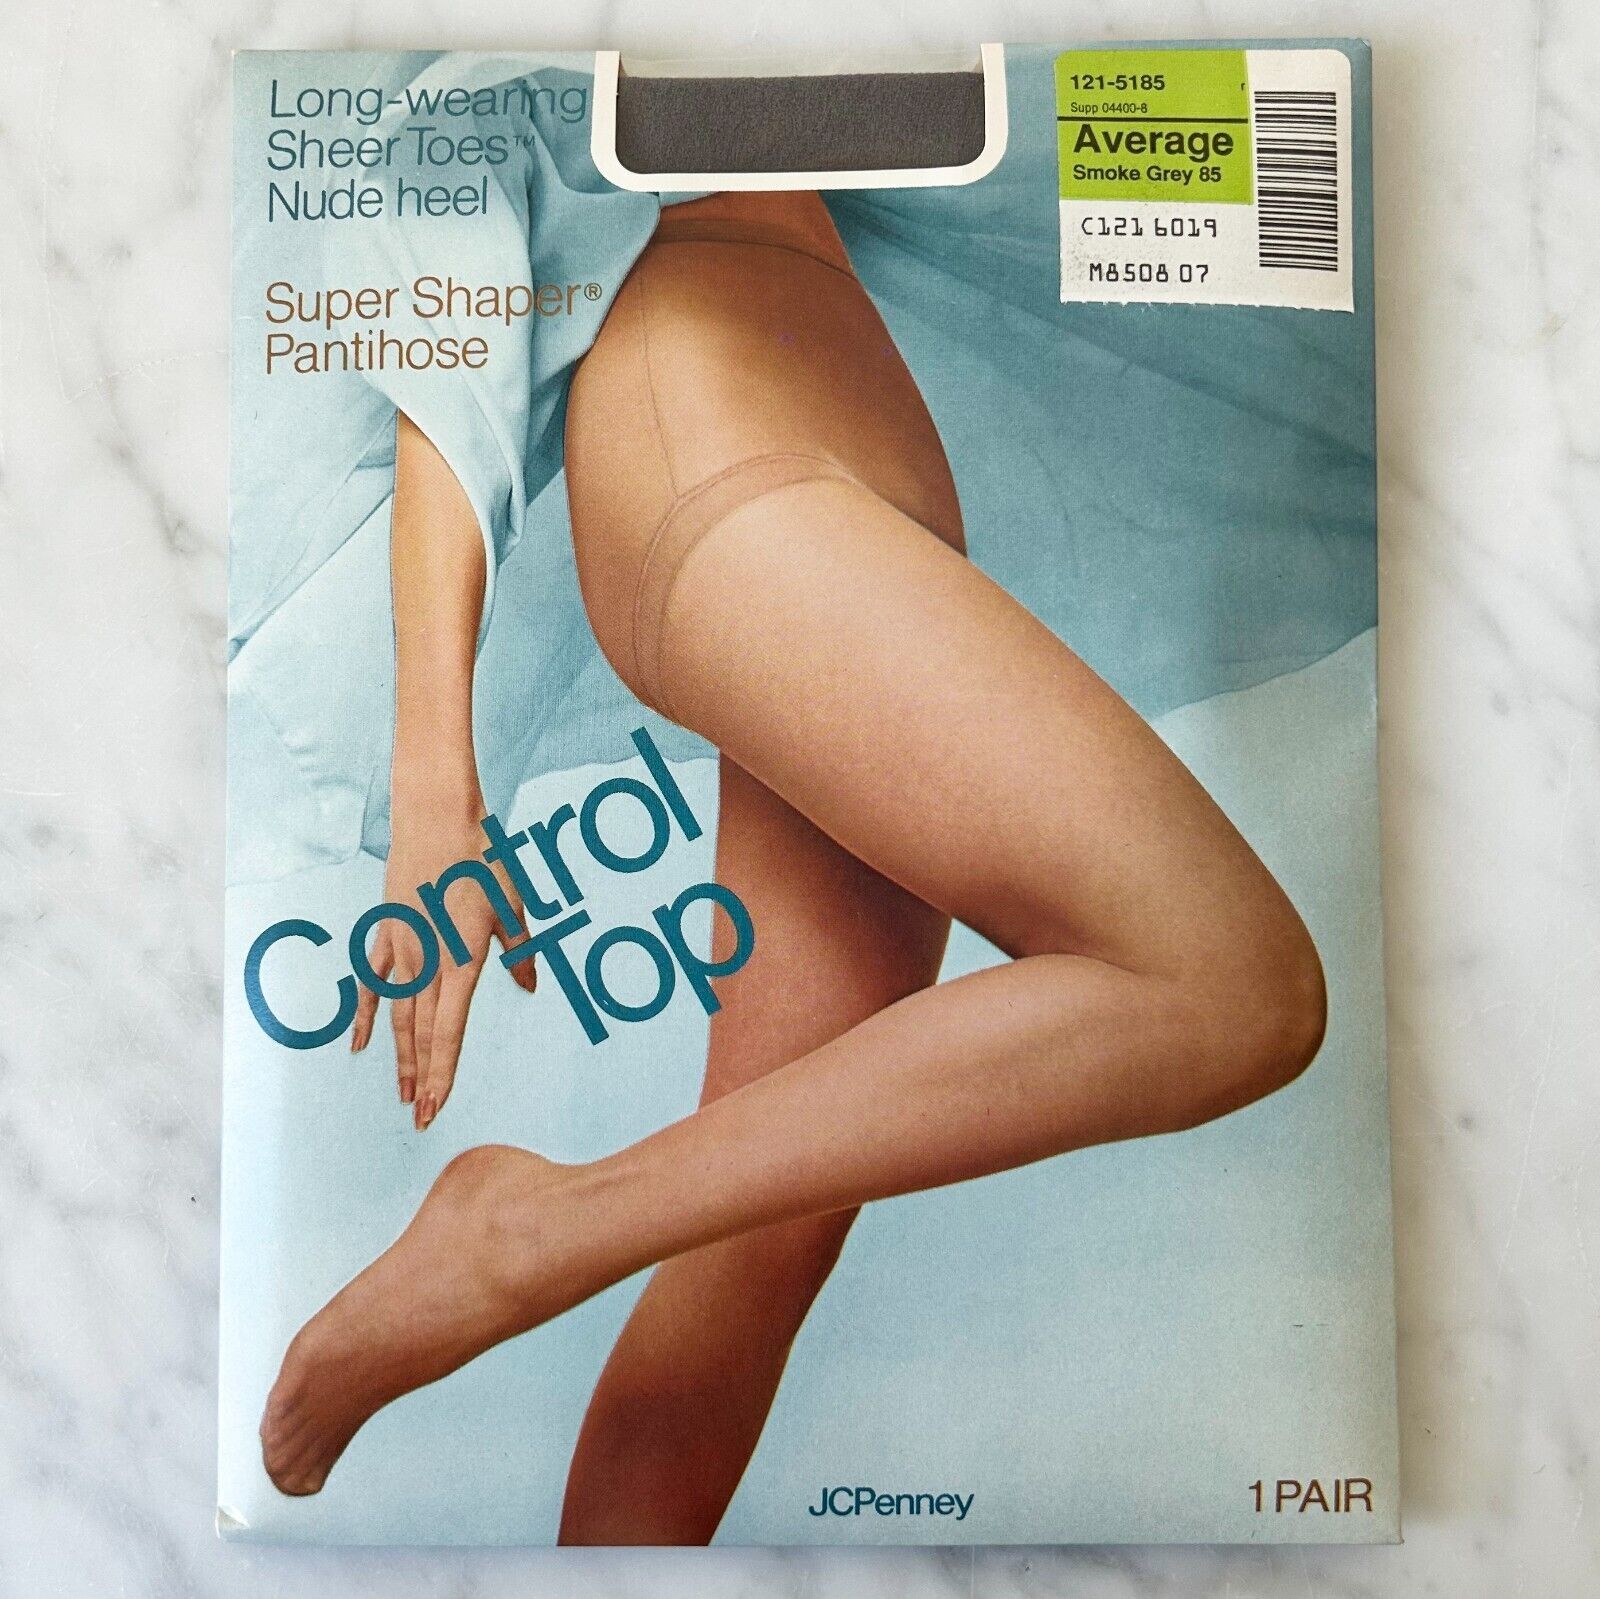 Long-wearing
Sheer Toes™
Nude heel
Super Shaper®
Pantihose
121-5185
Supp 04400-8
Average
Smoke Grey 85
C121 6019
M8508 07
Control
Top
JCPenney
1 PAIR